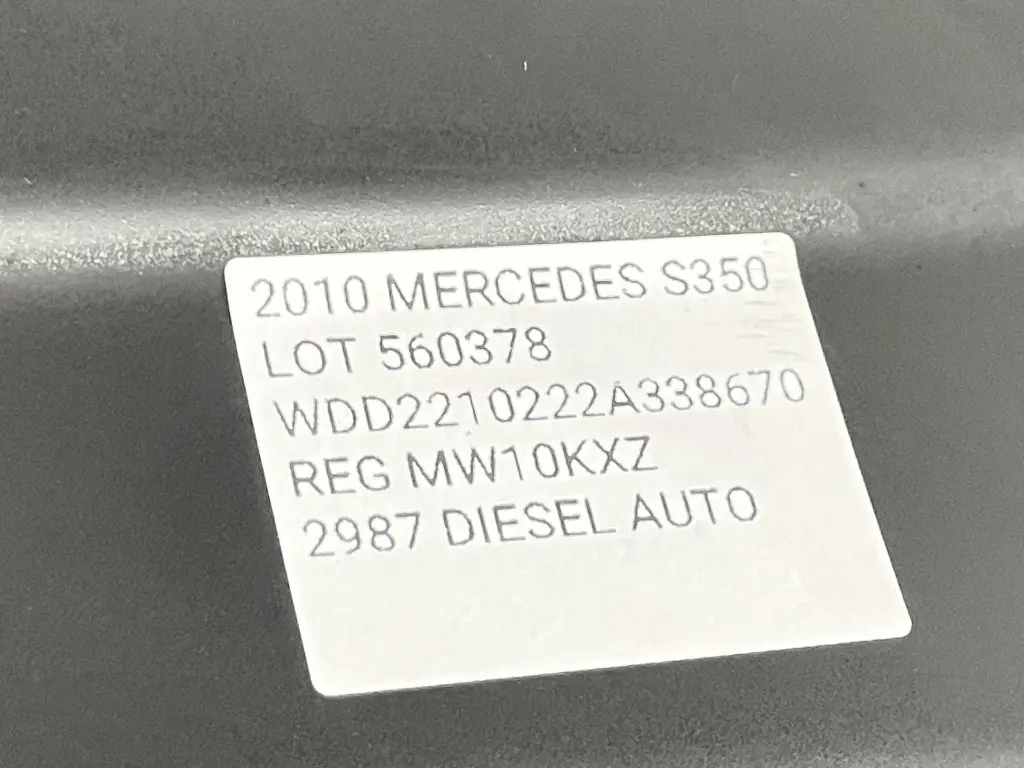 2010 MERCEDES S350
LOT 560378
WDD2210222A338670
REG MW10KXZ
2987 DIESEL AUTO